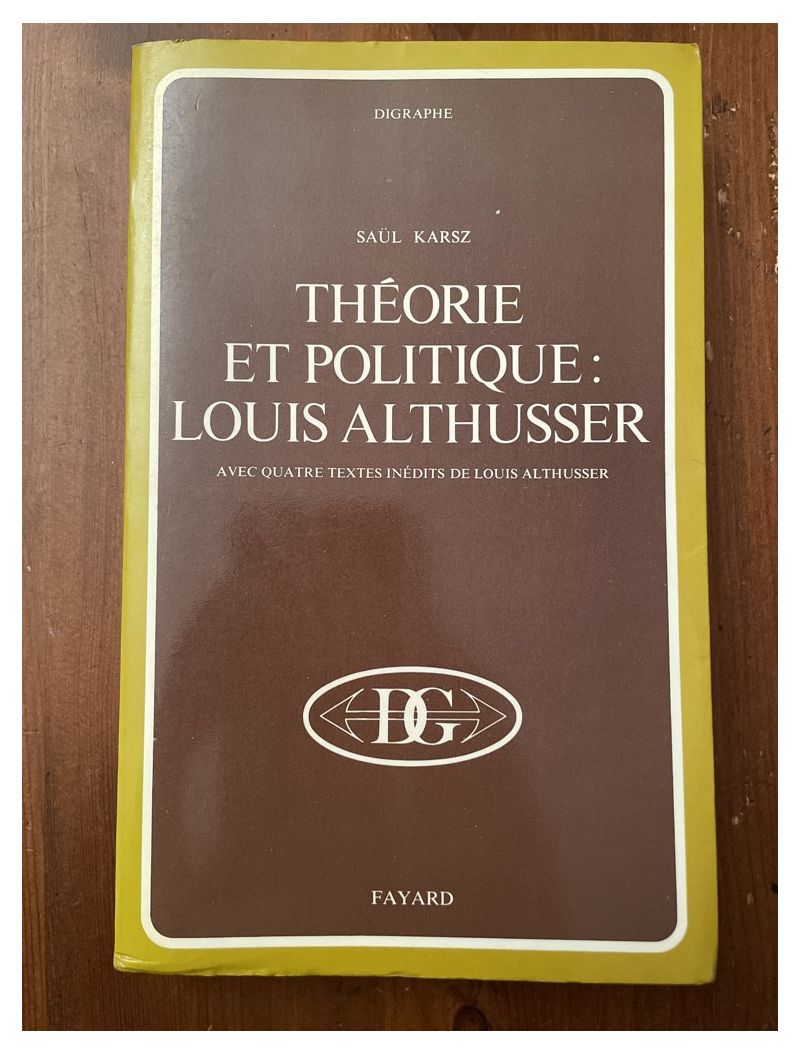 DIGRAPHE
SAÜL KARSZ
THÉORIE
ET POLITIQUE :
LOUIS ALTHUSSER
AVEC QUATRE TEXTES INÉDITS DE LOUIS ALTHUSSER
DG
FAYARD